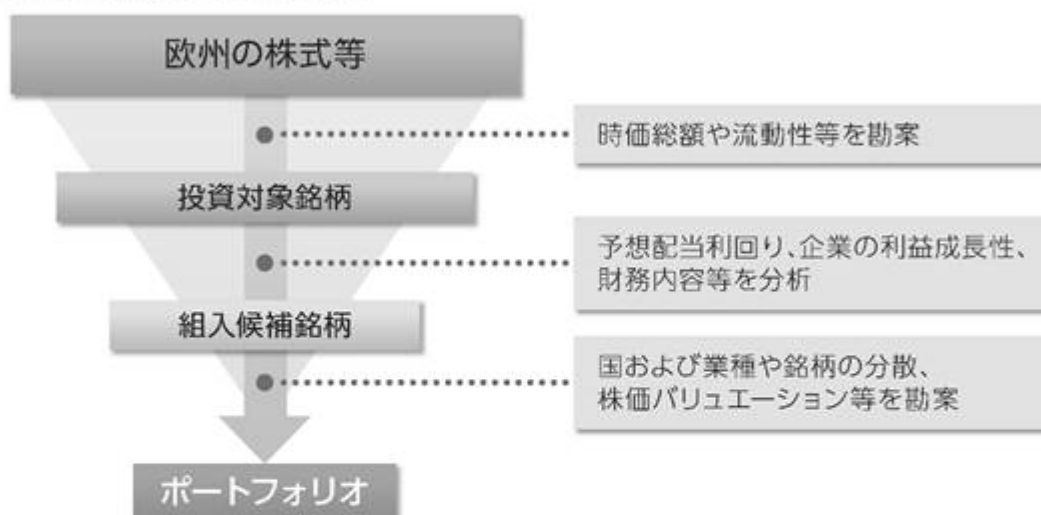 欧州の株式等
時価総額や流動性等を勘案
投資対象銘柄
予想配当利回り、企業の利益成長性、
財務内容等を分析
組入候補銘柄
国および業種や銘柄の分散、
株価バリュエーション等を勘案
ポートフォリオ